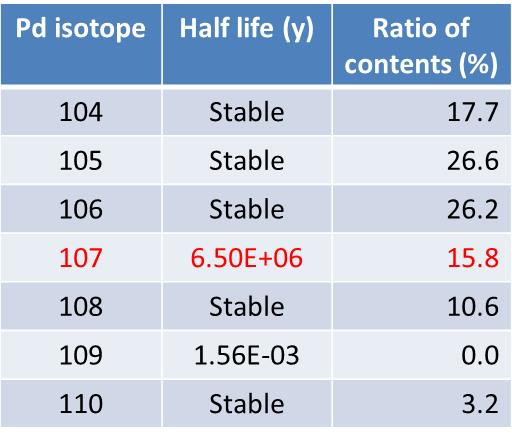 Pd isotope Half life (y) Ratio of
contents (%)
104 Stable 17.7
105 Stable 26.6
106 Stable 26.2
107 6.50E+06 15.8
108 Stable 10.6
109 1.56E-03 0.0
110 Stable 3.2